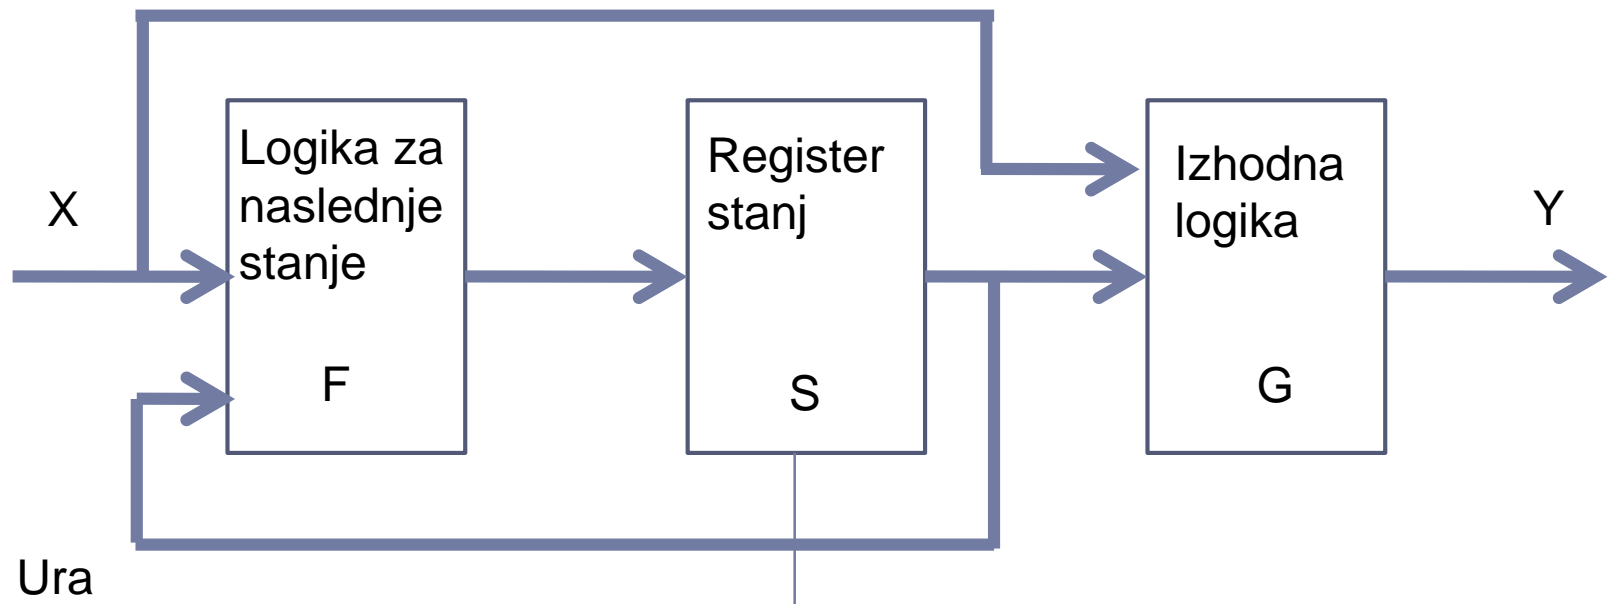 X
Logika za
naslednje
stanje
F
Register
stanj
S
Izhodna
logika
G
Y
Ura